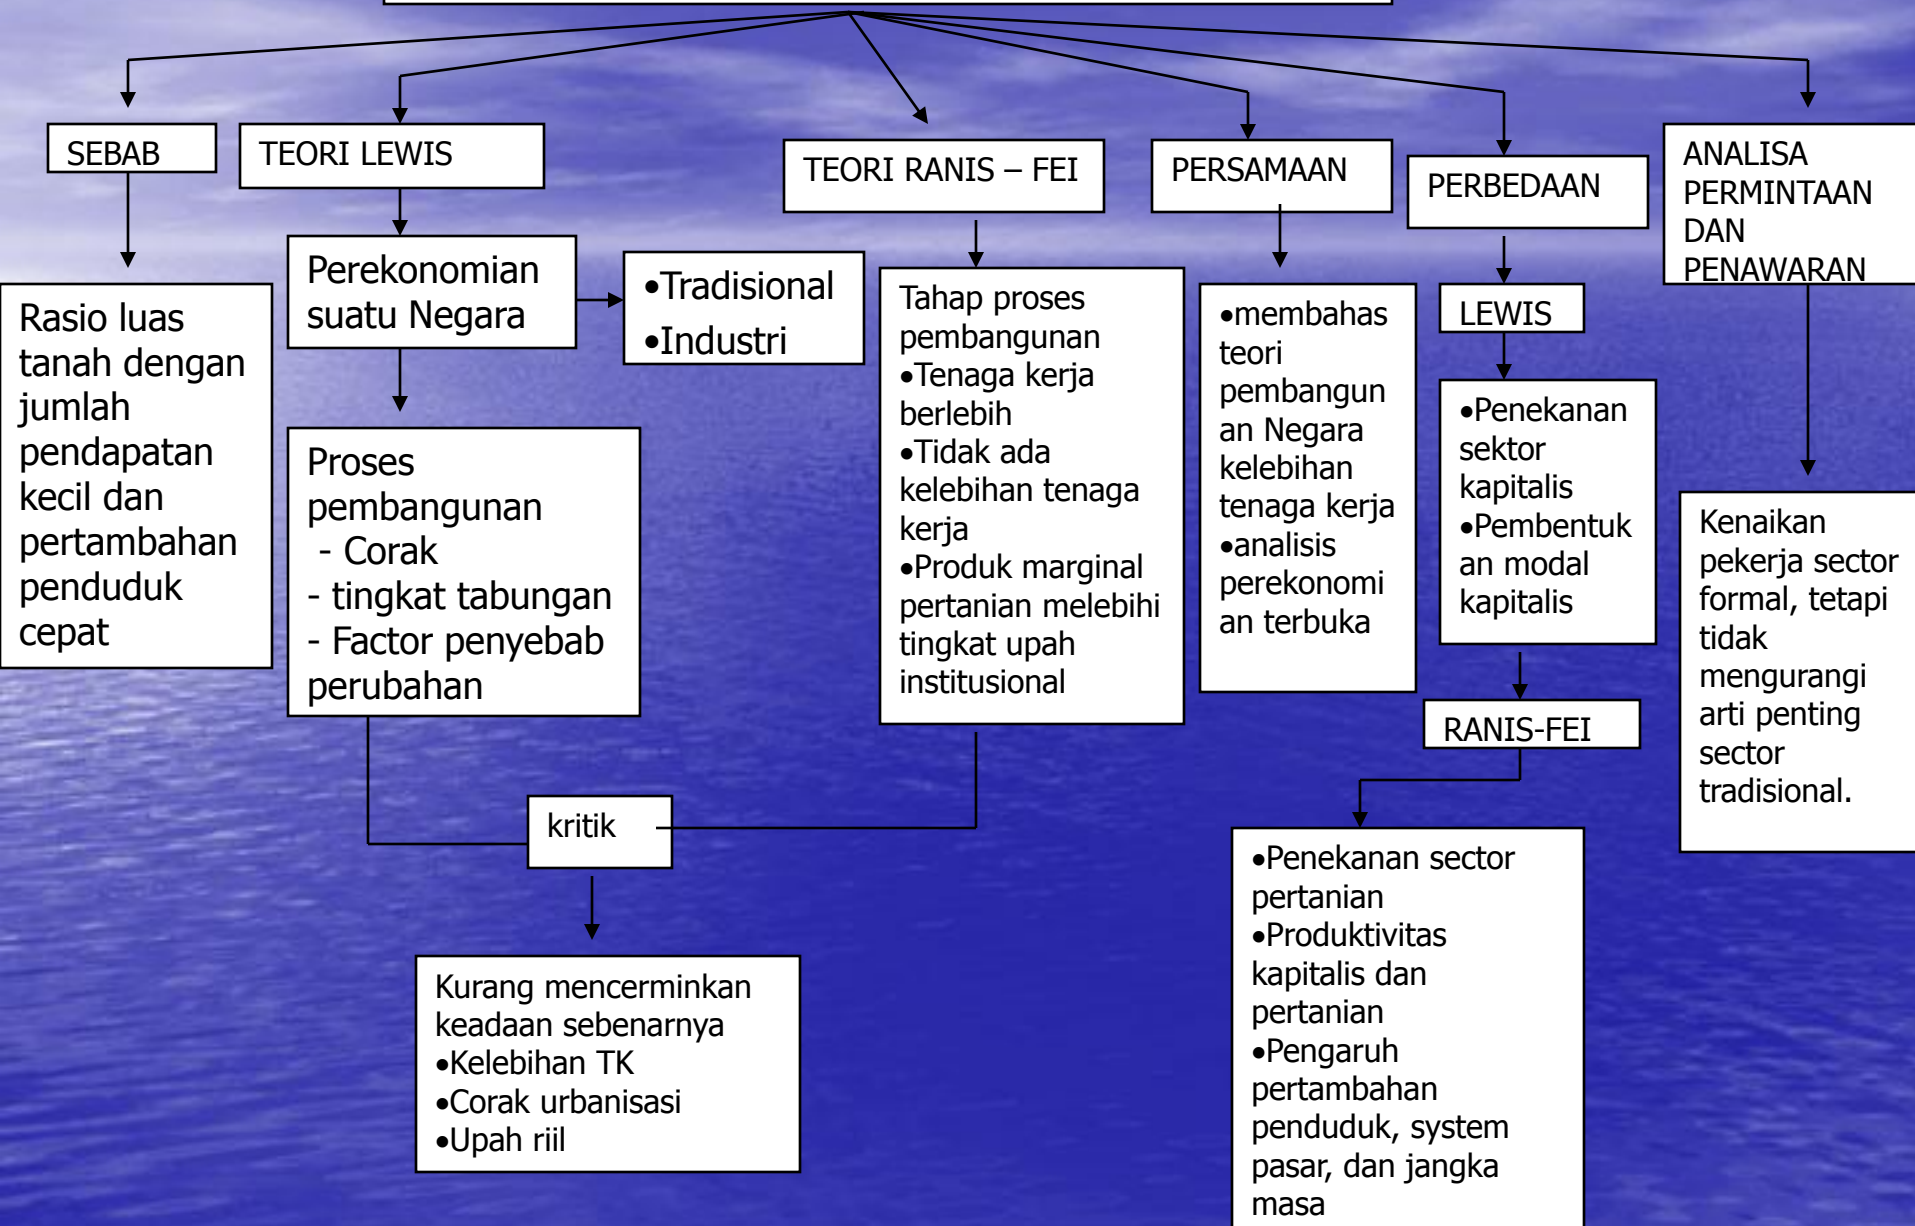 SEBAB
TEORI LEWIS
TEORI RANIS – FEI
PERSAMAAN
PERBEDAAN
ANALISA
PERMINTAAN
DAN
PENAWARAN
Rasio luas
tanah dengan
jumlah
pendapatan
kecil dan
pertambahan
penduduk
cepat
Perekonomian
suatu Negara
•Tradisional
•Industri
Proses
pembangunan
- Corak
- tingkat tabungan
- Factor penyebab
perubahan
Tahap proses
pembangunan
•Tenaga kerja
berlebih
•Tidak ada
kelebihan tenaga
kerja
•Produk marginal
pertanian melebihi
tingkat upah
institusional
kritik
Kurang mencerminkan
keadaan sebenarnya
•Kelebihan TK
•Corak urbanisasi
•Upah riil
•membahas
teori
pembangun
an Negara
kelebihan
tenaga kerja
•analisis
perekonomi
an terbuka
LEWIS
•Penekanan
sektor
kapitalis
•Pembentuk
an modal
kapitalis
RANIS-FEI
•Penekanan sector
pertanian
•Produktivitas
kapitalis dan
pertanian
•Pengaruh
pertambahan
penduduk, system
pasar, dan jangka
masa
Kenaikan
pekerja sector
formal, tetapi
tidak
mengurangi
arti penting
sector
tradisional.